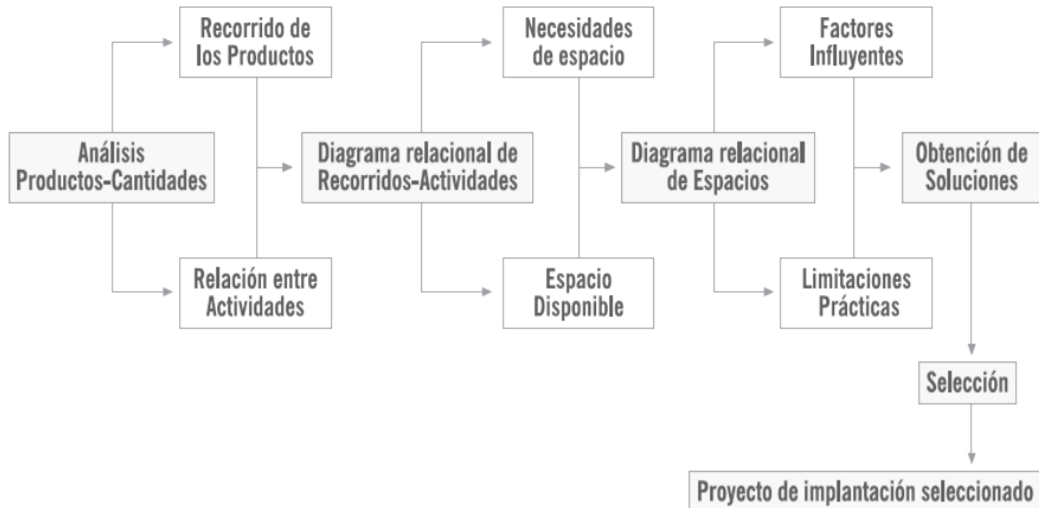 Recorrido de
los Productos
Necesidades
de espacio
Factores
Influyentes
Análisis
Productos-Cantidades
Diagrama relacional de
Recorridos-Actividades
Diagrama relacional
de Espacios
Obtención de
Soluciones
Relación entre
Actividades
Espacio
Disponible
Limitaciones
Prácticas
Selección
Proyecto de implantación seleccionado